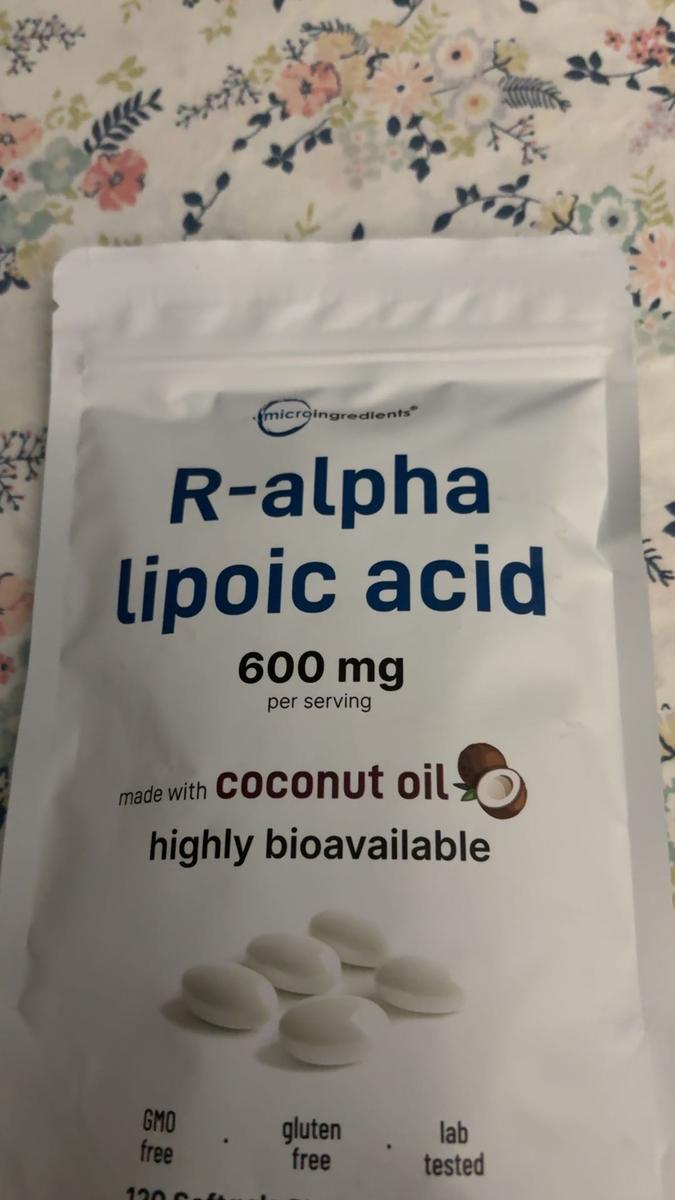 microingredients®
R-alpha
lipoic acid
600 mg
per serving
made with coconut oil
highly bioavailable
GMO free · gluten free · lab tested
120